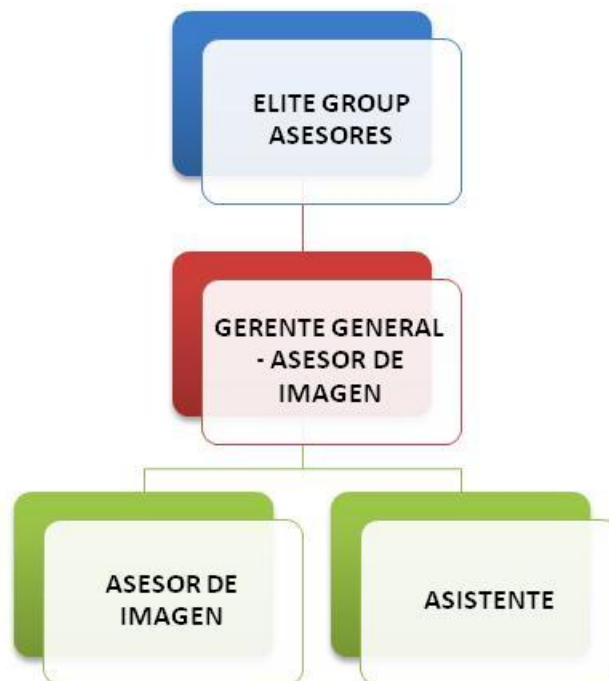 ELITE GROUP
ASESORES
GERENTE GENERAL
- ASESOR DE
IMAGEN
ASESOR DE
IMAGEN
ASISTENTE